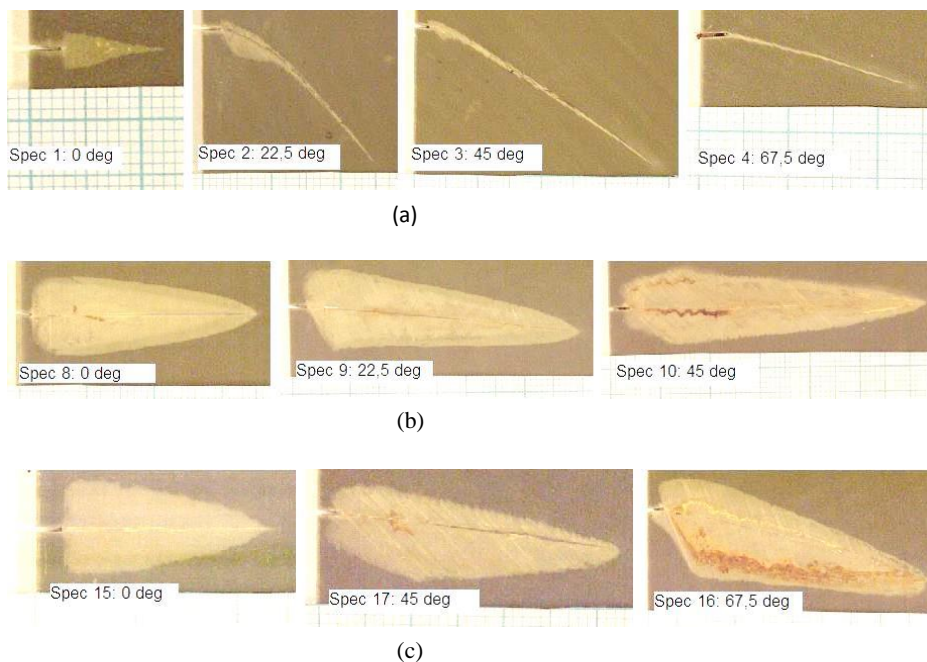 Spec 1: 0 deg
Spec 2: 22,5 deg
Spec 3: 45 deg
Spec 4: 67,5 deg
(a)
Spec 8: 0 deg
Spec 9: 22,5 deg
Spec 10: 45 deg
(b)
Spec 15: 0 deg
Spec 17: 45 deg
Spec 16: 67,5 deg
(c)